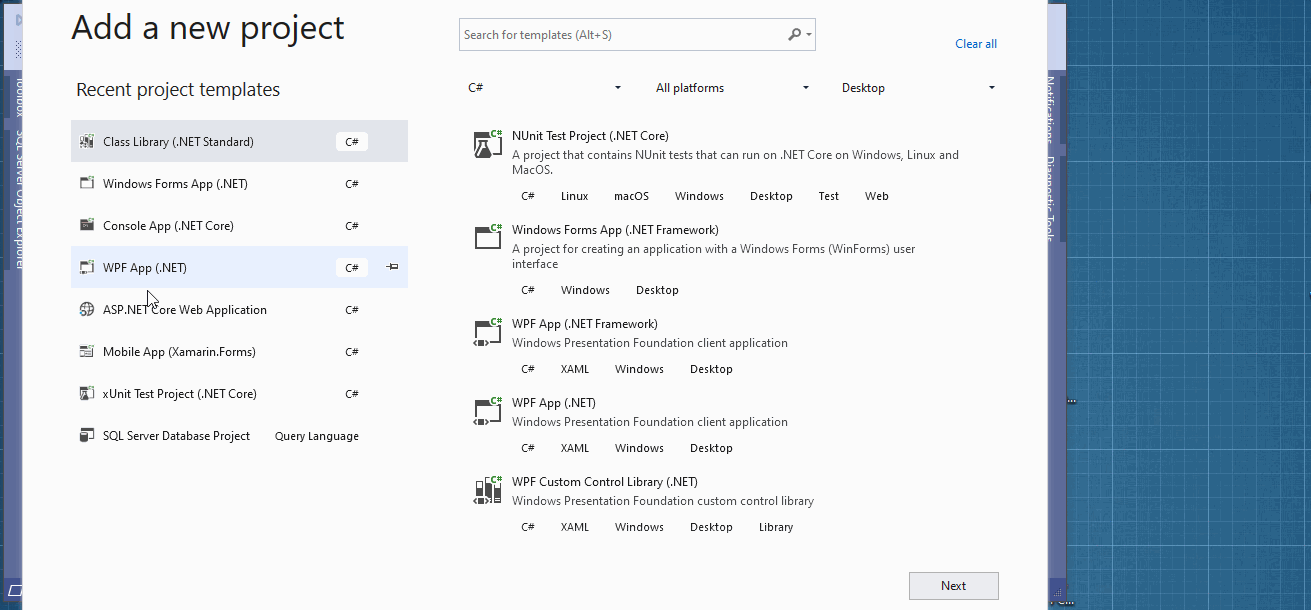 Add a new project
Search for templates (Alt+S)
Clear all
Recent project templates
C#
All platforms
Desktop
Class Library (.NET Standard)
C#
Windows Forms App (.NET)
C#
Console App (.NET Core)
C#
WPF App (.NET)
C#
ASP.NET Core Web Application
C#
Mobile App (Xamarin.Forms)
C#
xUnit Test Project (.NET Core)
C#
SQL Server Database Project
Query Language
NUnit Test Project (.NET Core)
A project that contains NUnit tests that can run on .NET Core on Windows, Linux and
MacOS.
C# Linux macOS Windows Desktop Test Web
Windows Forms App (.NET Framework)
A project for creating an application with a Windows Forms (WinForms) user
interface
C# Windows Desktop
WPF App (.NET Framework)
Windows Presentation Foundation client application
C# XAML Windows Desktop
WPF App (.NET)
Windows Presentation Foundation client application
C# XAML Windows Desktop
WPF Custom Control Library (.NET)
Windows Presentation Foundation custom control library
C# XAML Windows Desktop Library
Next
Toolbox
SQL Server Object Explorer
Notifications
Diagnostic Tools